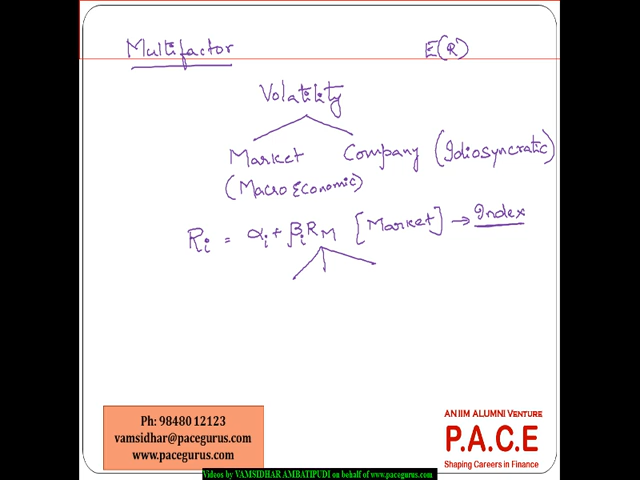 Multifactor E(R)
Volatility
Market Company (Idiosyncratic)
(Macro Economic)
Ri = αi + βi RM [Market] → Index
Ph: 98480 12123
vamsidhar@pacegurus.com
www.pacegurus.com
AN IIM ALUMNI VENTURE
P.A.C.E
Shaping Careers in Finance
Videos by VAMSIDHAR AMBATIPUDI on behalf of www.pacegurus.com